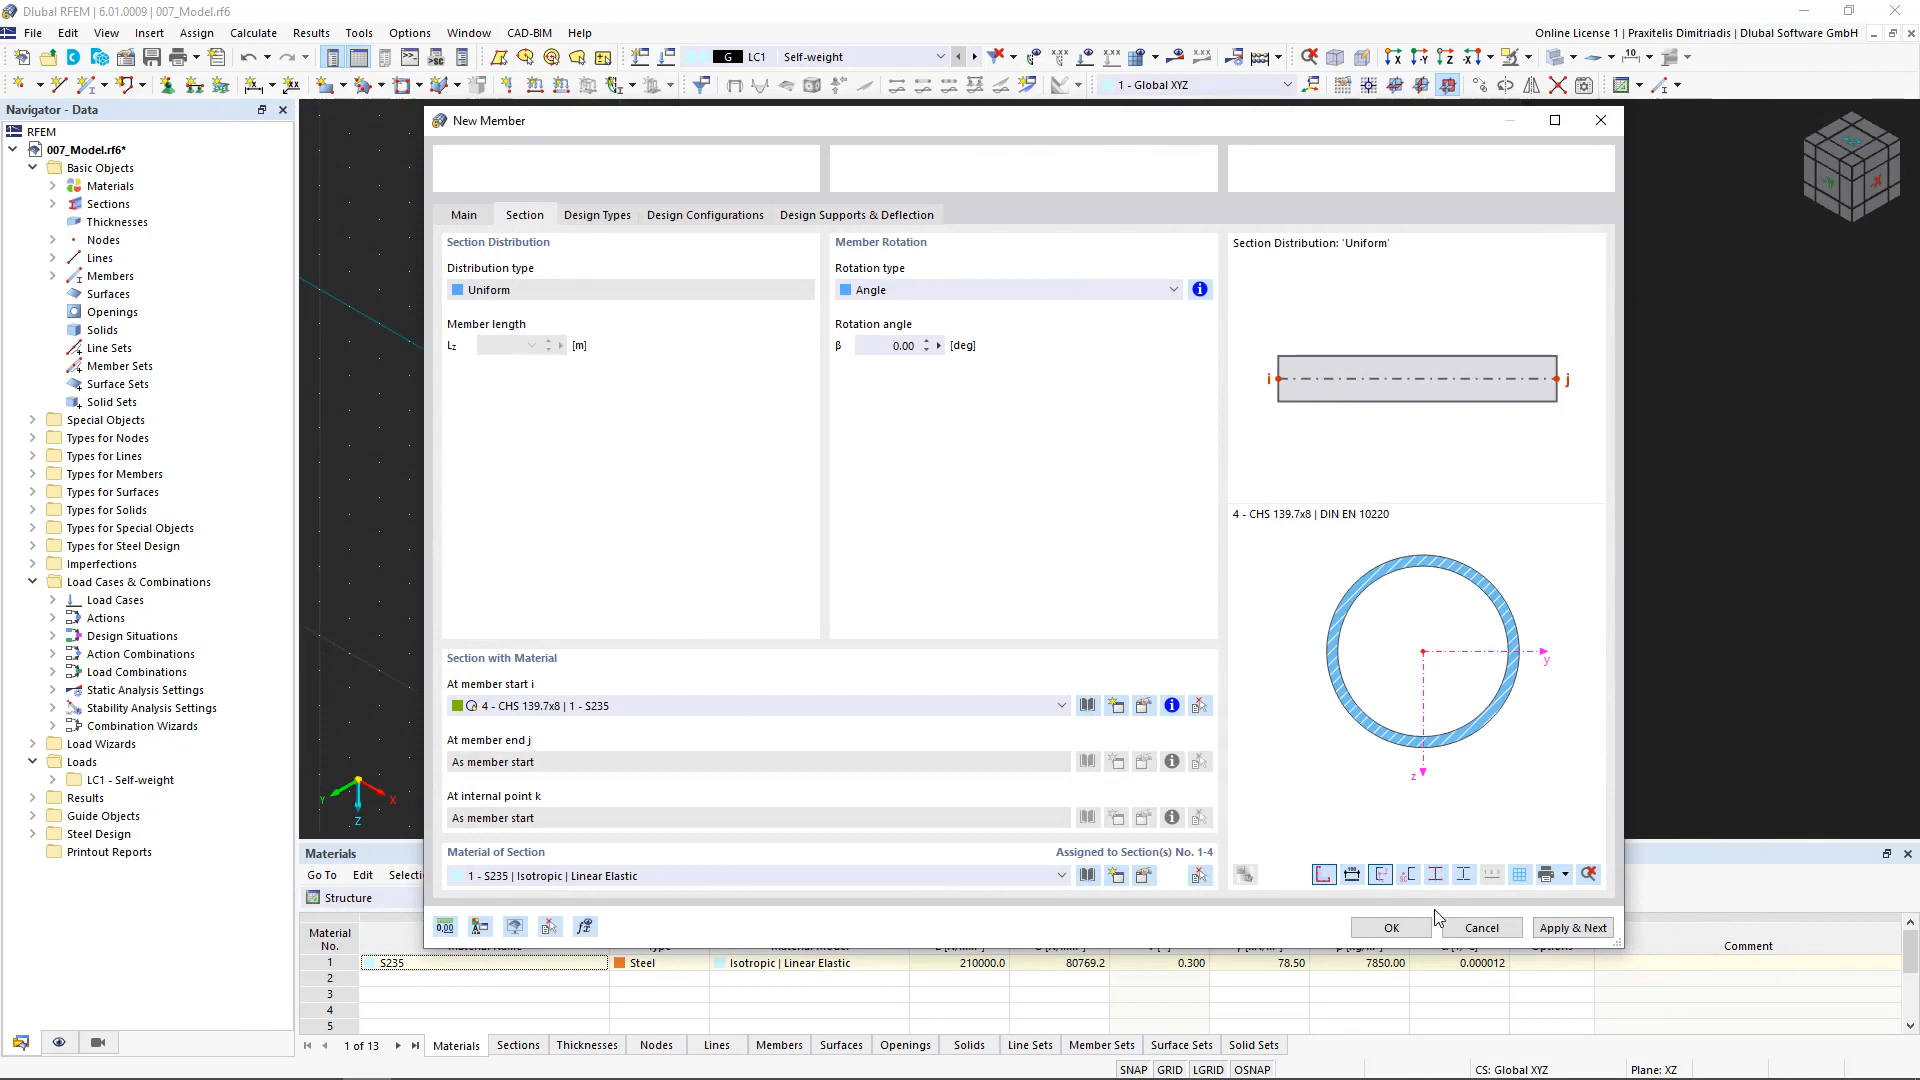 Dlubal RFEM | 6.01.0009 | 007_Model.rf6*
File Edit View Insert Assign Calculate Results Tools Options Window CAD-BIM Help
Online License 1 | Praxitelis Dimitriadis | Dlubal Software GmbH
G LC1 Self-weight
1 - Global XYZ
Navigator - Data
RFEM
007_Model.rf6*
Basic Objects
Materials
Sections
Thicknesses
Nodes
Lines
Members
Surfaces
Openings
Solids
Line Sets
Member Sets
Surface Sets
Solid Sets
Special Objects
Types for Nodes
Types for Lines
Types for Members
Types for Surfaces
Types for Solids
Types for Special Objects
Types for Steel Design
Imperfections
Load Cases & Combinations
Load Cases
Actions
Design Situations
Action Combinations
Load Combinations
Static Analysis Settings
Stability Analysis Settings
Combination Wizards
Load Wizards
Loads
LC1 - Self-weight
Results
Guide Objects
Steel Design
Printout Reports
Y X
Z
New Member
Main Section Design Types Design Configurations Design Supports & Deflection
Section Distribution
Distribution type
Uniform
Member length
Lz [m]
Member Rotation
Rotation type
Angle
Rotation angle
β 0.00 [deg]
Section Distribution: 'Uniform'
i j
4 - CHS 139.7x8 | DIN EN 10220
y
z
Section with Material
At member start i
4 - CHS 139.7x8 | 1 - S235
At member end j
As member start
At internal point k
As member start
Material of Section Assigned to Section(s) No. 1-4
1 - S235 | Isotropic | Linear Elastic
OK Cancel Apply & Next
Materials
Go To Edit Selecti
Structure
Material
No. Comment
1 S235 Steel Isotropic | Linear Elastic 210000.0 80769.2 0.300 78.50 7850.00 0.000012
2
3
4
5
1 of 13 Materials Sections Thicknesses Nodes Lines Members Surfaces Openings Solids Line Sets Member Sets Surface Sets Solid Sets
SNAP GRID LGRID OSNAP CS: Global XYZ Plane: XZ